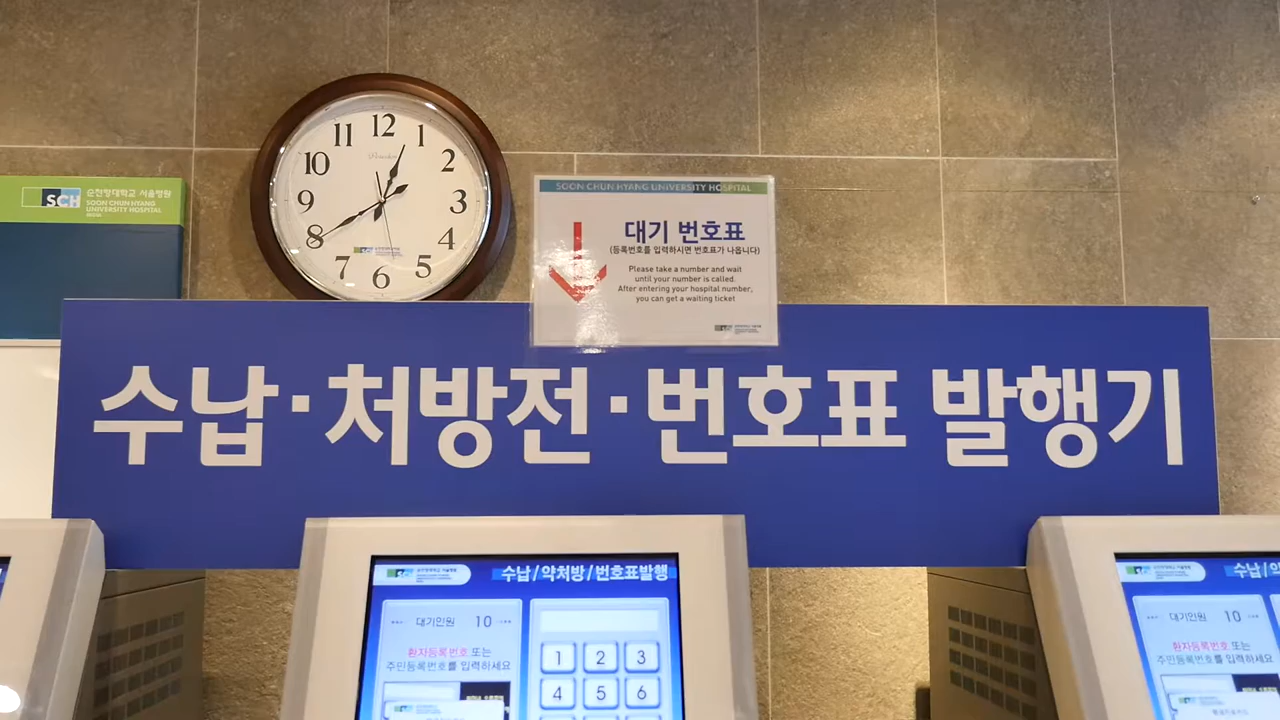 12
11
1
10
2
9
3
8
4
7
5
6
SCH
순천향대학교 서울병원
SOON CHUN HYANG
UNIVERSITY HOSPITAL
SOON CHUN HYANG UNIVERSITY HOSPITAL
대기 번호표
(등록번호를 입력하시면 번호표가 나옵니다)
Please take a number and wait
until your number is called.
After entering your hospital number,
you can get a waiting ticket
수납·처방전·번호표 발행기
수납/약처방/번호표발행
대기인원 10
환자등록번호 또는
주민등록번호를 입력하세요
1 2 3
4 5 6
수납/
대기인원 10
환자등록번호 또는
주민등록번호를 입력하세요